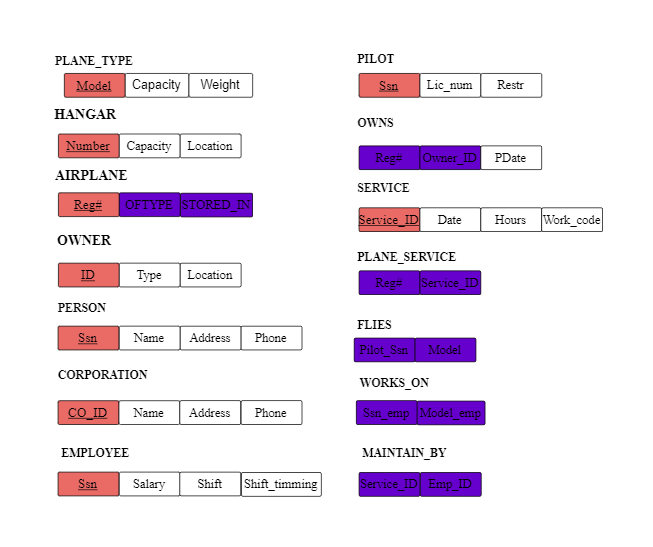 PLANE_TYPE
Model Capacity Weight
HANGAR
Number Capacity Location
AIRPLANE
Reg# OFTYPE STORED_IN
OWNER
ID Type Location
PERSON
Ssn Name Address Phone
CORPORATION
CO_ID Name Address Phone
EMPLOYEE
Ssn Salary Shift Shift_timming
PILOT
Ssn Lic_num Restr
OWNS
Reg# Owner_ID PDate
SERVICE
Service_ID Date Hours Work_code
PLANE_SERVICE
Reg# Service_ID
FLIES
Pilot_Ssn Model
WORKS_ON
Ssn_emp Model_emp
MAINTAIN_BY
Service_ID Emp_ID